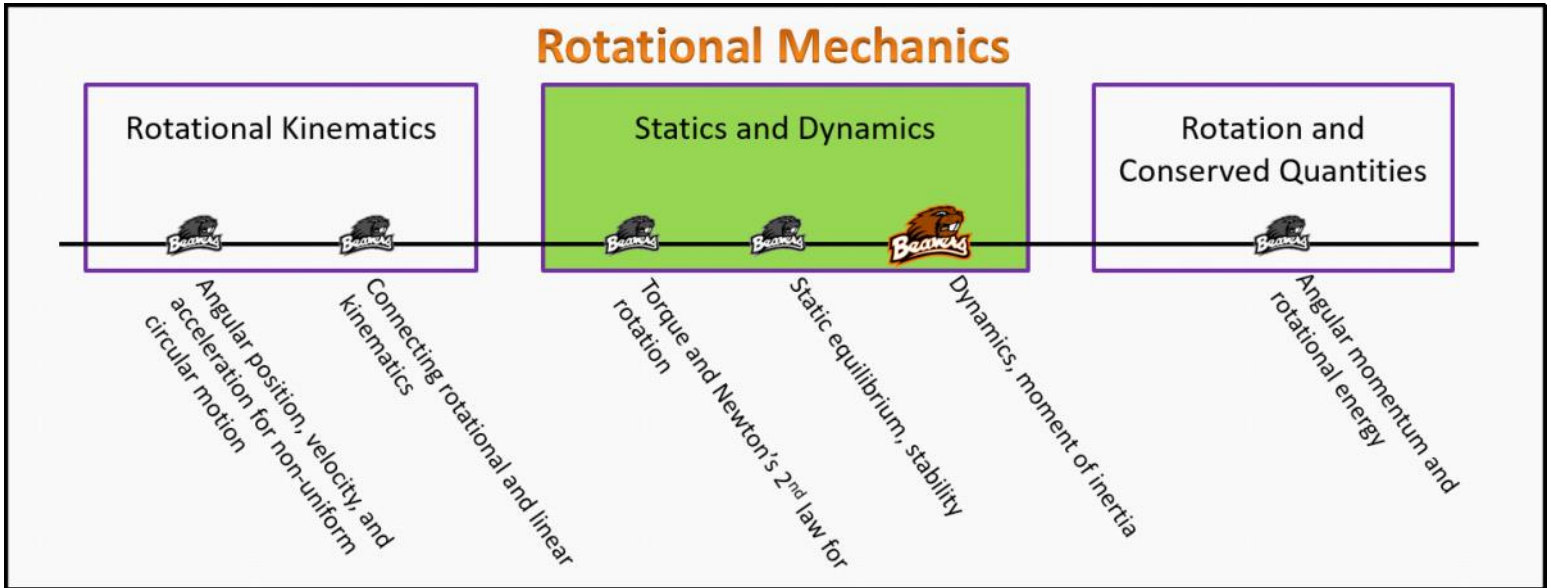 Rotational Mechanics
Rotational Kinematics
Statics and Dynamics
Rotation and
Conserved Quantities
Beavers
Beavers
Beavers
Beavers
Beavers
Beavers
Angular position, velocity, and
acceleration for non-uniform
circular motion
Connecting rotational and linear
kinematics
Torque and Newton's 2nd law for
rotation
Static equilibrium, stability
Dynamics, moment of inertia
Angular momentum and
rotational energy